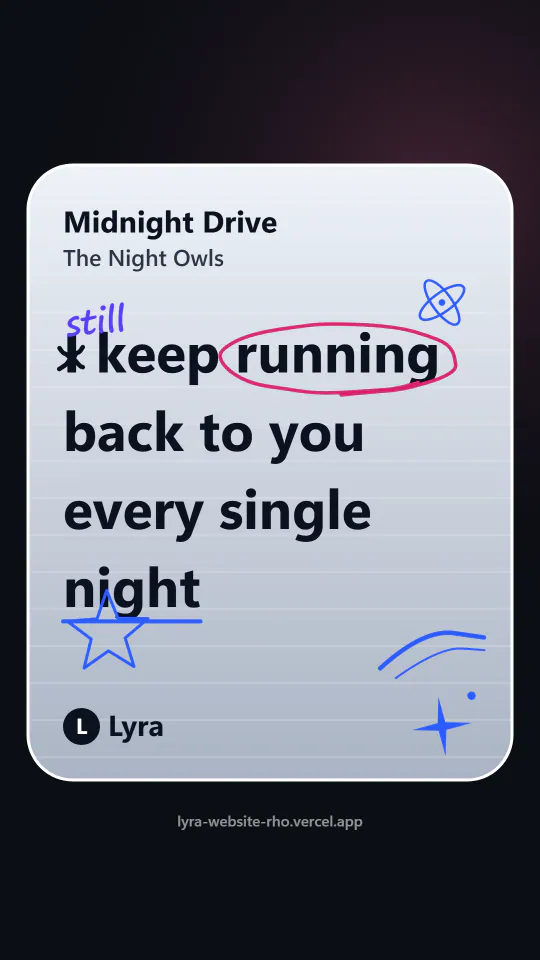 Midnight Drive
The Night Owls
still
I keep running
back to you
every single
night
L Lyra
lyra-website-rho.vercel.app